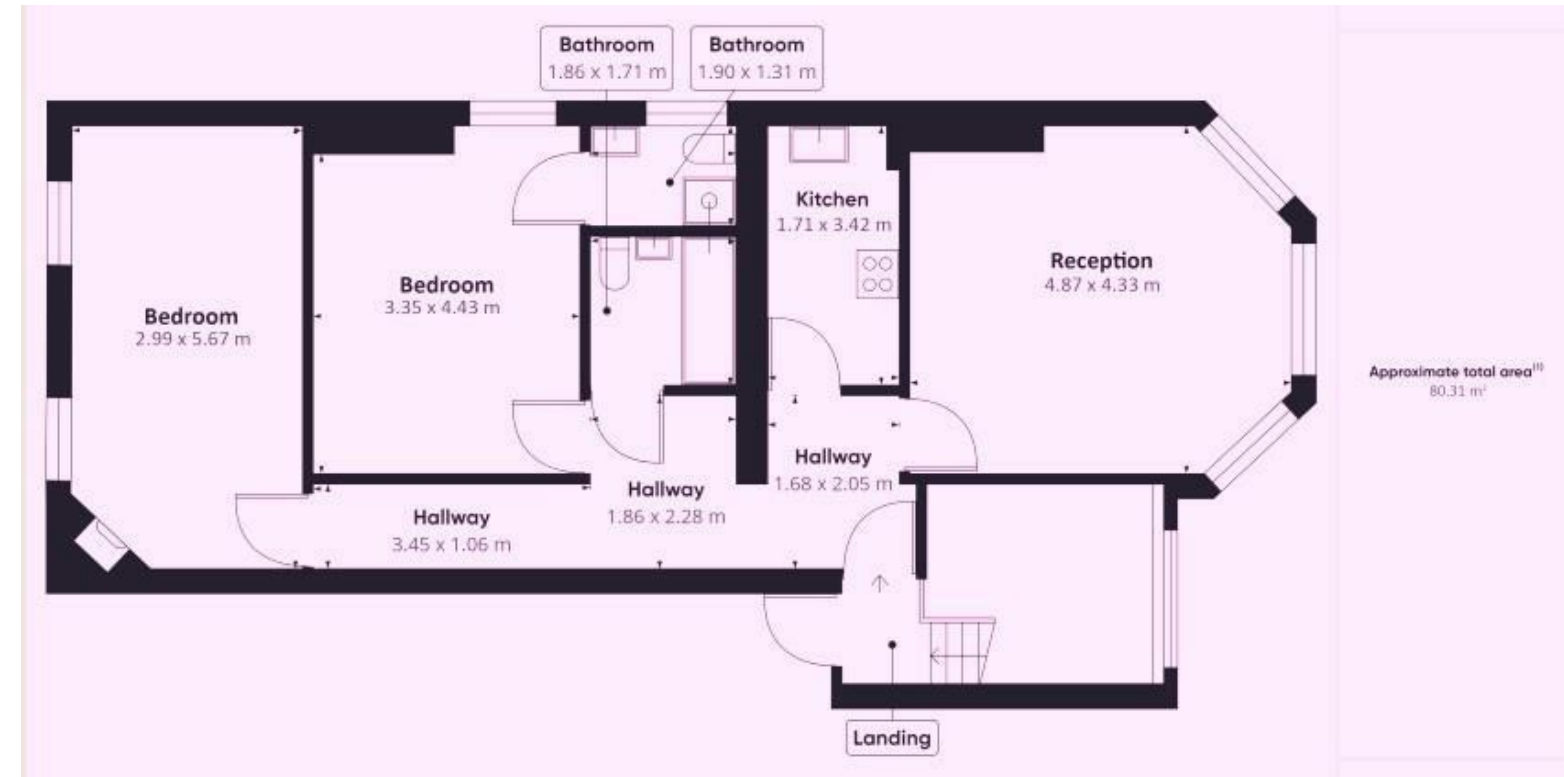 Bathroom
1.86 x 1.71 m
Bathroom
1.90 x 1.31 m
Kitchen
1.71 x 3.42 m
Reception
4.87 x 4.33 m
Bedroom
3.35 x 4.43 m
Bedroom
2.99 x 5.67 m
Approximate total area⁽¹⁾
80.31 m²
Hallway
1.68 x 2.05 m
Hallway
1.86 x 2.28 m
Hallway
3.45 x 1.06 m
Landing